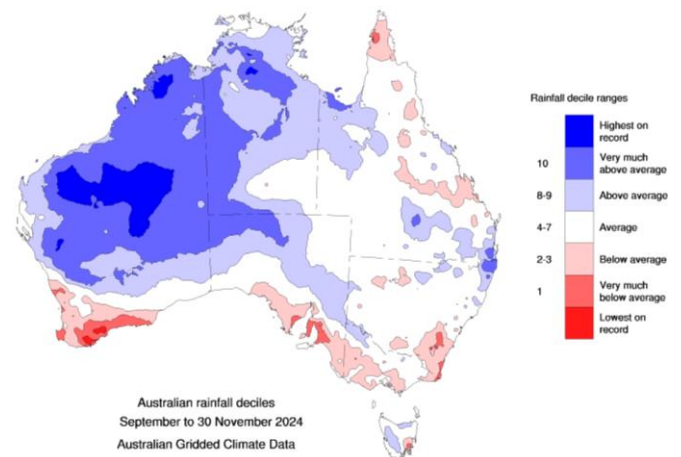 Rainfall decile ranges
Highest on
record
10
Very much
above average
8-9
Above average
4-7
Average
2-3
Below average
1
Very much
below average
Lowest on
record
Australian rainfall deciles
September to 30 November 2024
Australian Gridded Climate Data